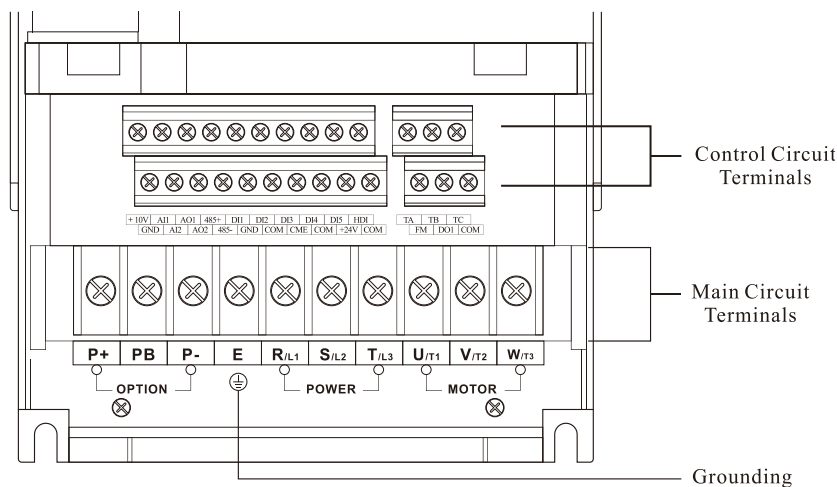 Control Circuit
Terminals
+10V AI1 AO1 485+ DI1 DI2 DI3 DI4 DI5 HDI TA TB TC
GND AI2 AO2 485- GND COM CME COM +24V COM FM DO1 COM
Main Circuit
Terminals
P+ PB P- E R/L1 S/L2 T/L3 U/T1 V/T2 W/T3
OPTION POWER MOTOR
Grounding